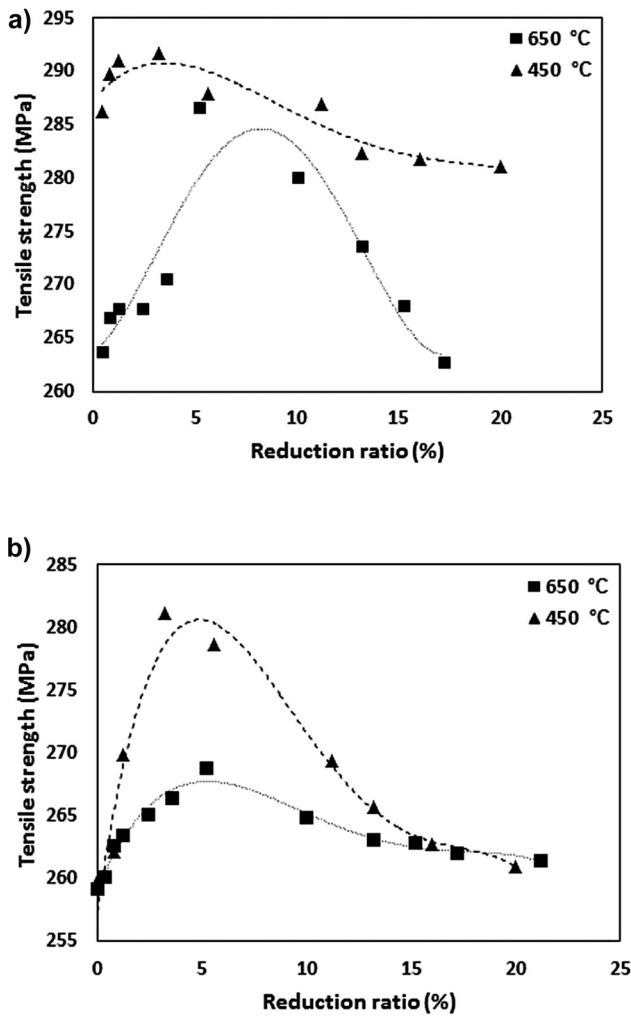 a)
295
290
285
280
275
270
265
260
Tensile strength (MPa)
■ 650 °C
▲ 450 °C
0 5 10 15 20 25
Reduction ratio (%)
b)
285
280
275
270
265
260
255
Tensile strength (MPa)
■ 650 °C
▲ 450 °C
0 5 10 15 20 25
Reduction ratio (%)